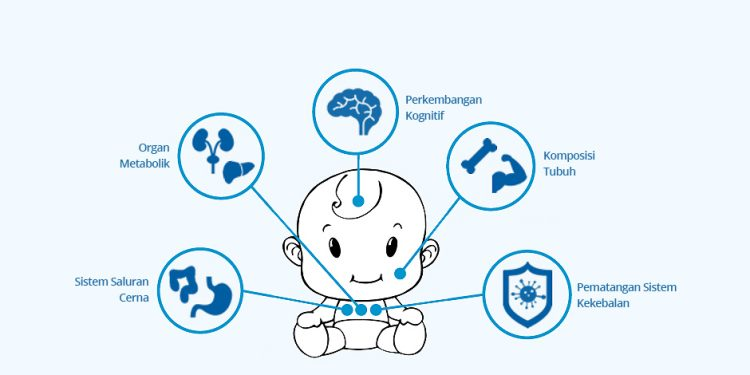 Perkembangan
Kognitif
Organ
Metabolik
Komposisi
Tubuh
Sistem Saluran
Cerna
Pematangan Sistem
Kekebalan